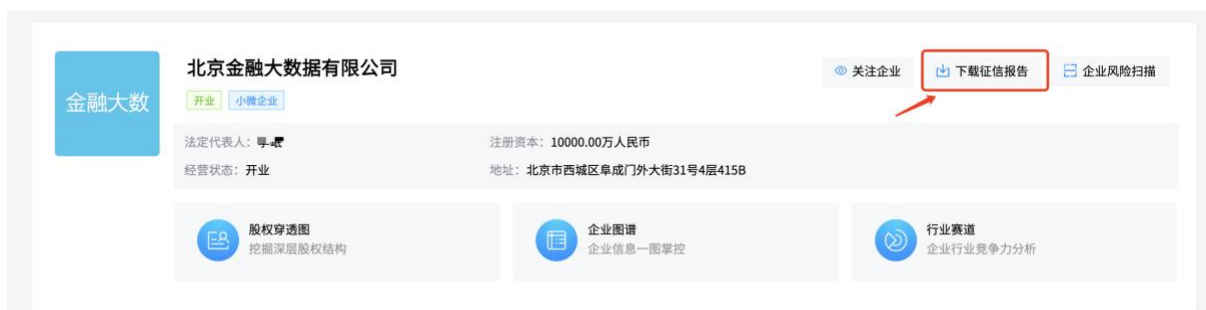 金融大数
北京金融大数据有限公司
开业 小微企业
关注企业 下载征信报告 企业风险扫描
法定代表人： 注册资本：10000.00万人民币
经营状态：开业 地址：北京市西城区阜成门外大街31号4层415B
股权穿透图 企业图谱 行业赛道
挖掘深层股权结构 企业信息一图掌控 企业行业竞争力分析